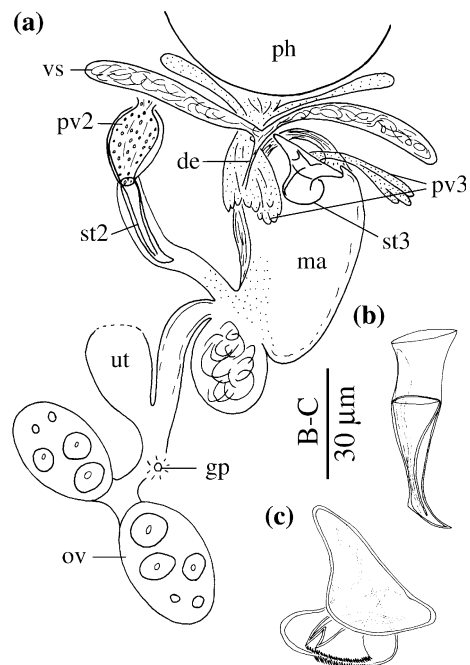 (a)
ph
vs
pv2
de
pv3
st2
st3
ma
(b)
ut
B-C
30 µm
gp
(c)
ov